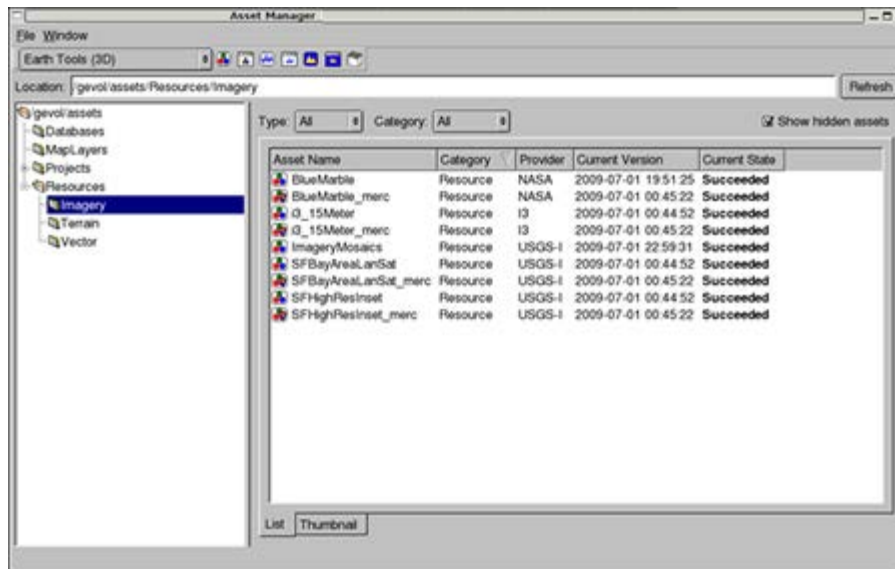 Asset Manager
File Window
Earth Tools (3D)
Location: /gevol/assets/Resources/Imagery Refresh
/gevol/assets
Databases
MapLayers
Projects
Resources
Imagery
Terrain
Vector
Type: All Category: All Show hidden assets
Asset Name Category Provider Current Version Current State
BlueMarble Resource NASA 2009-07-01 19:51:25 Succeeded
BlueMarble_merc Resource NASA 2009-07-01 00:45:22 Succeeded
i3_15Meter Resource I3 2009-07-01 00:44:52 Succeeded
i3_15Meter_merc Resource I3 2009-07-01 00:45:22 Succeeded
ImageryMosaics Resource USGS-I 2009-07-01 22:59:31 Succeeded
SFBayAreaLanSat Resource USGS-I 2009-07-01 00:44:52 Succeeded
SFBayAreaLanSat_merc Resource USGS-I 2009-07-01 00:45:22 Succeeded
SFHighResInset Resource USGS-I 2009-07-01 00:44:52 Succeeded
SFHighResInset_merc Resource USGS-I 2009-07-01 00:45:22 Succeeded
List Thumbnail